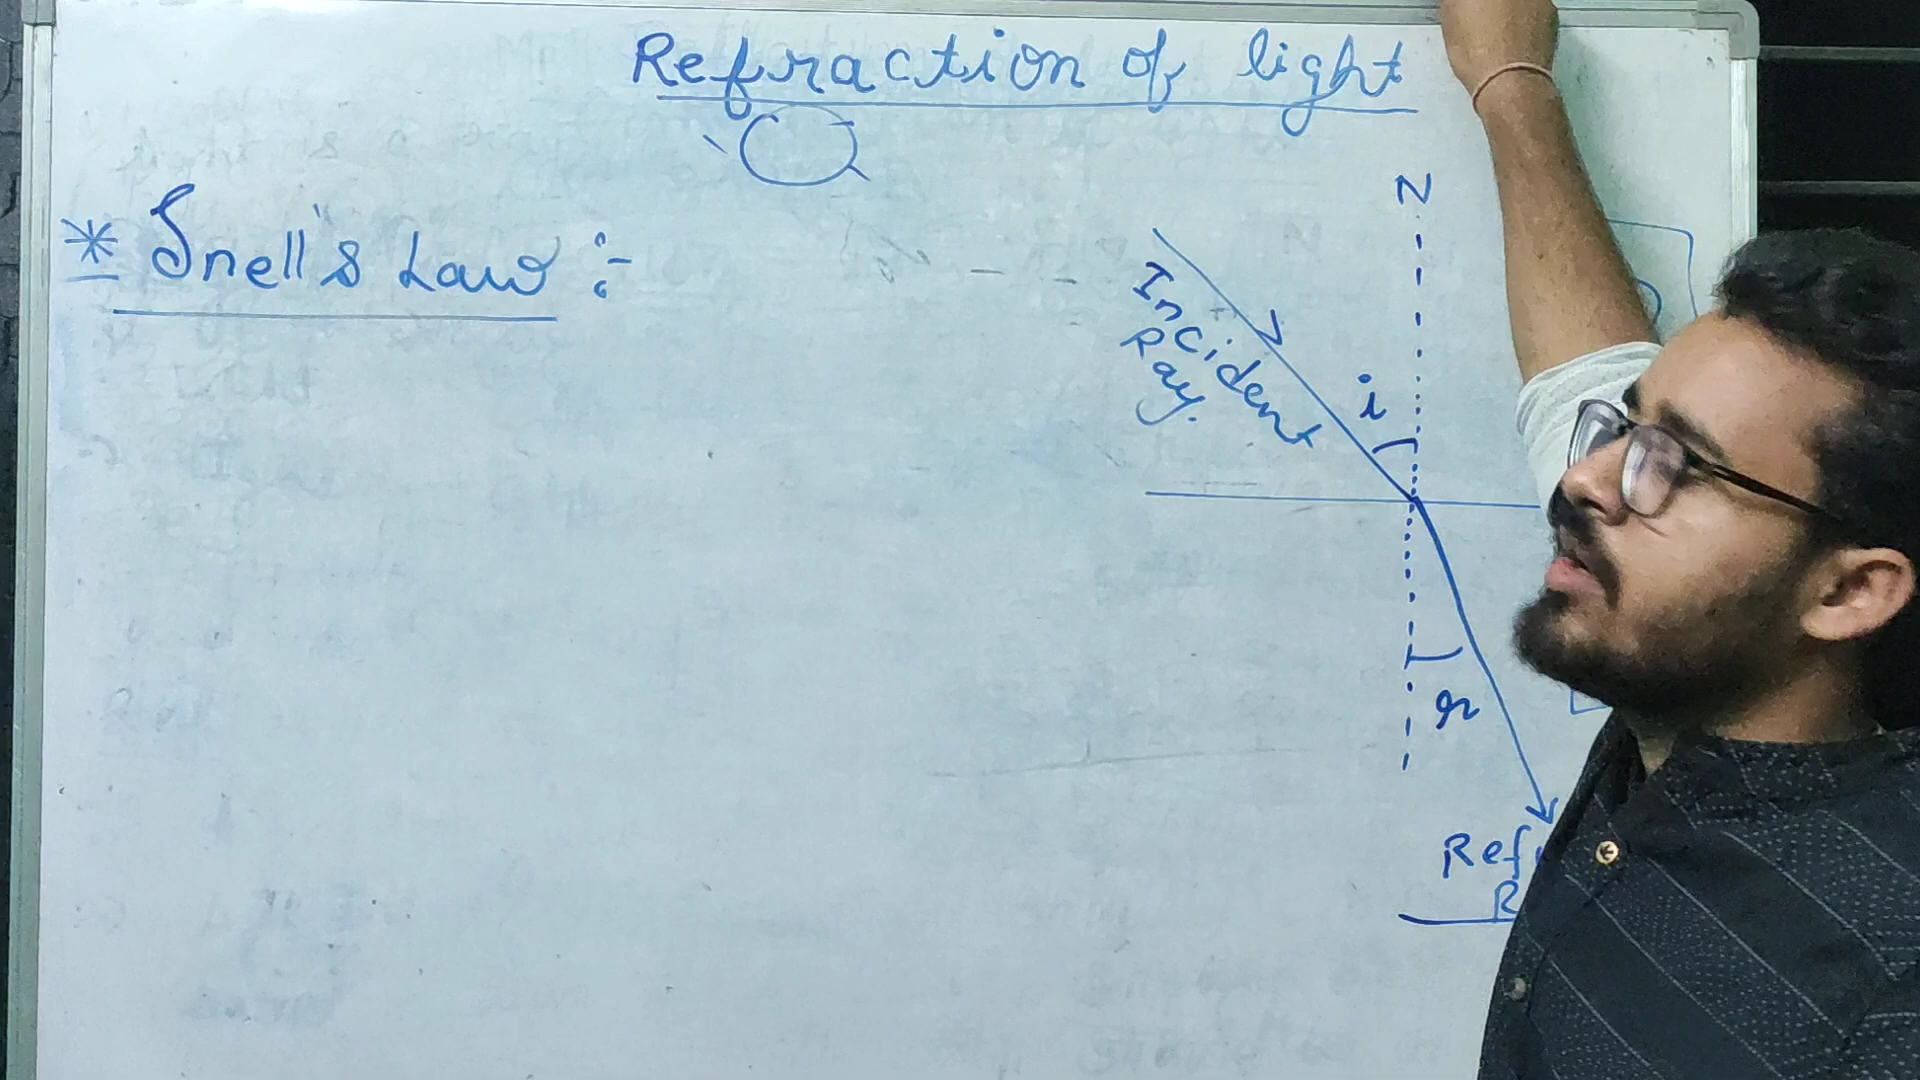 Refraction of light
* Snell's Law :-
N
Incident
Ray.
i
r
Ref
R